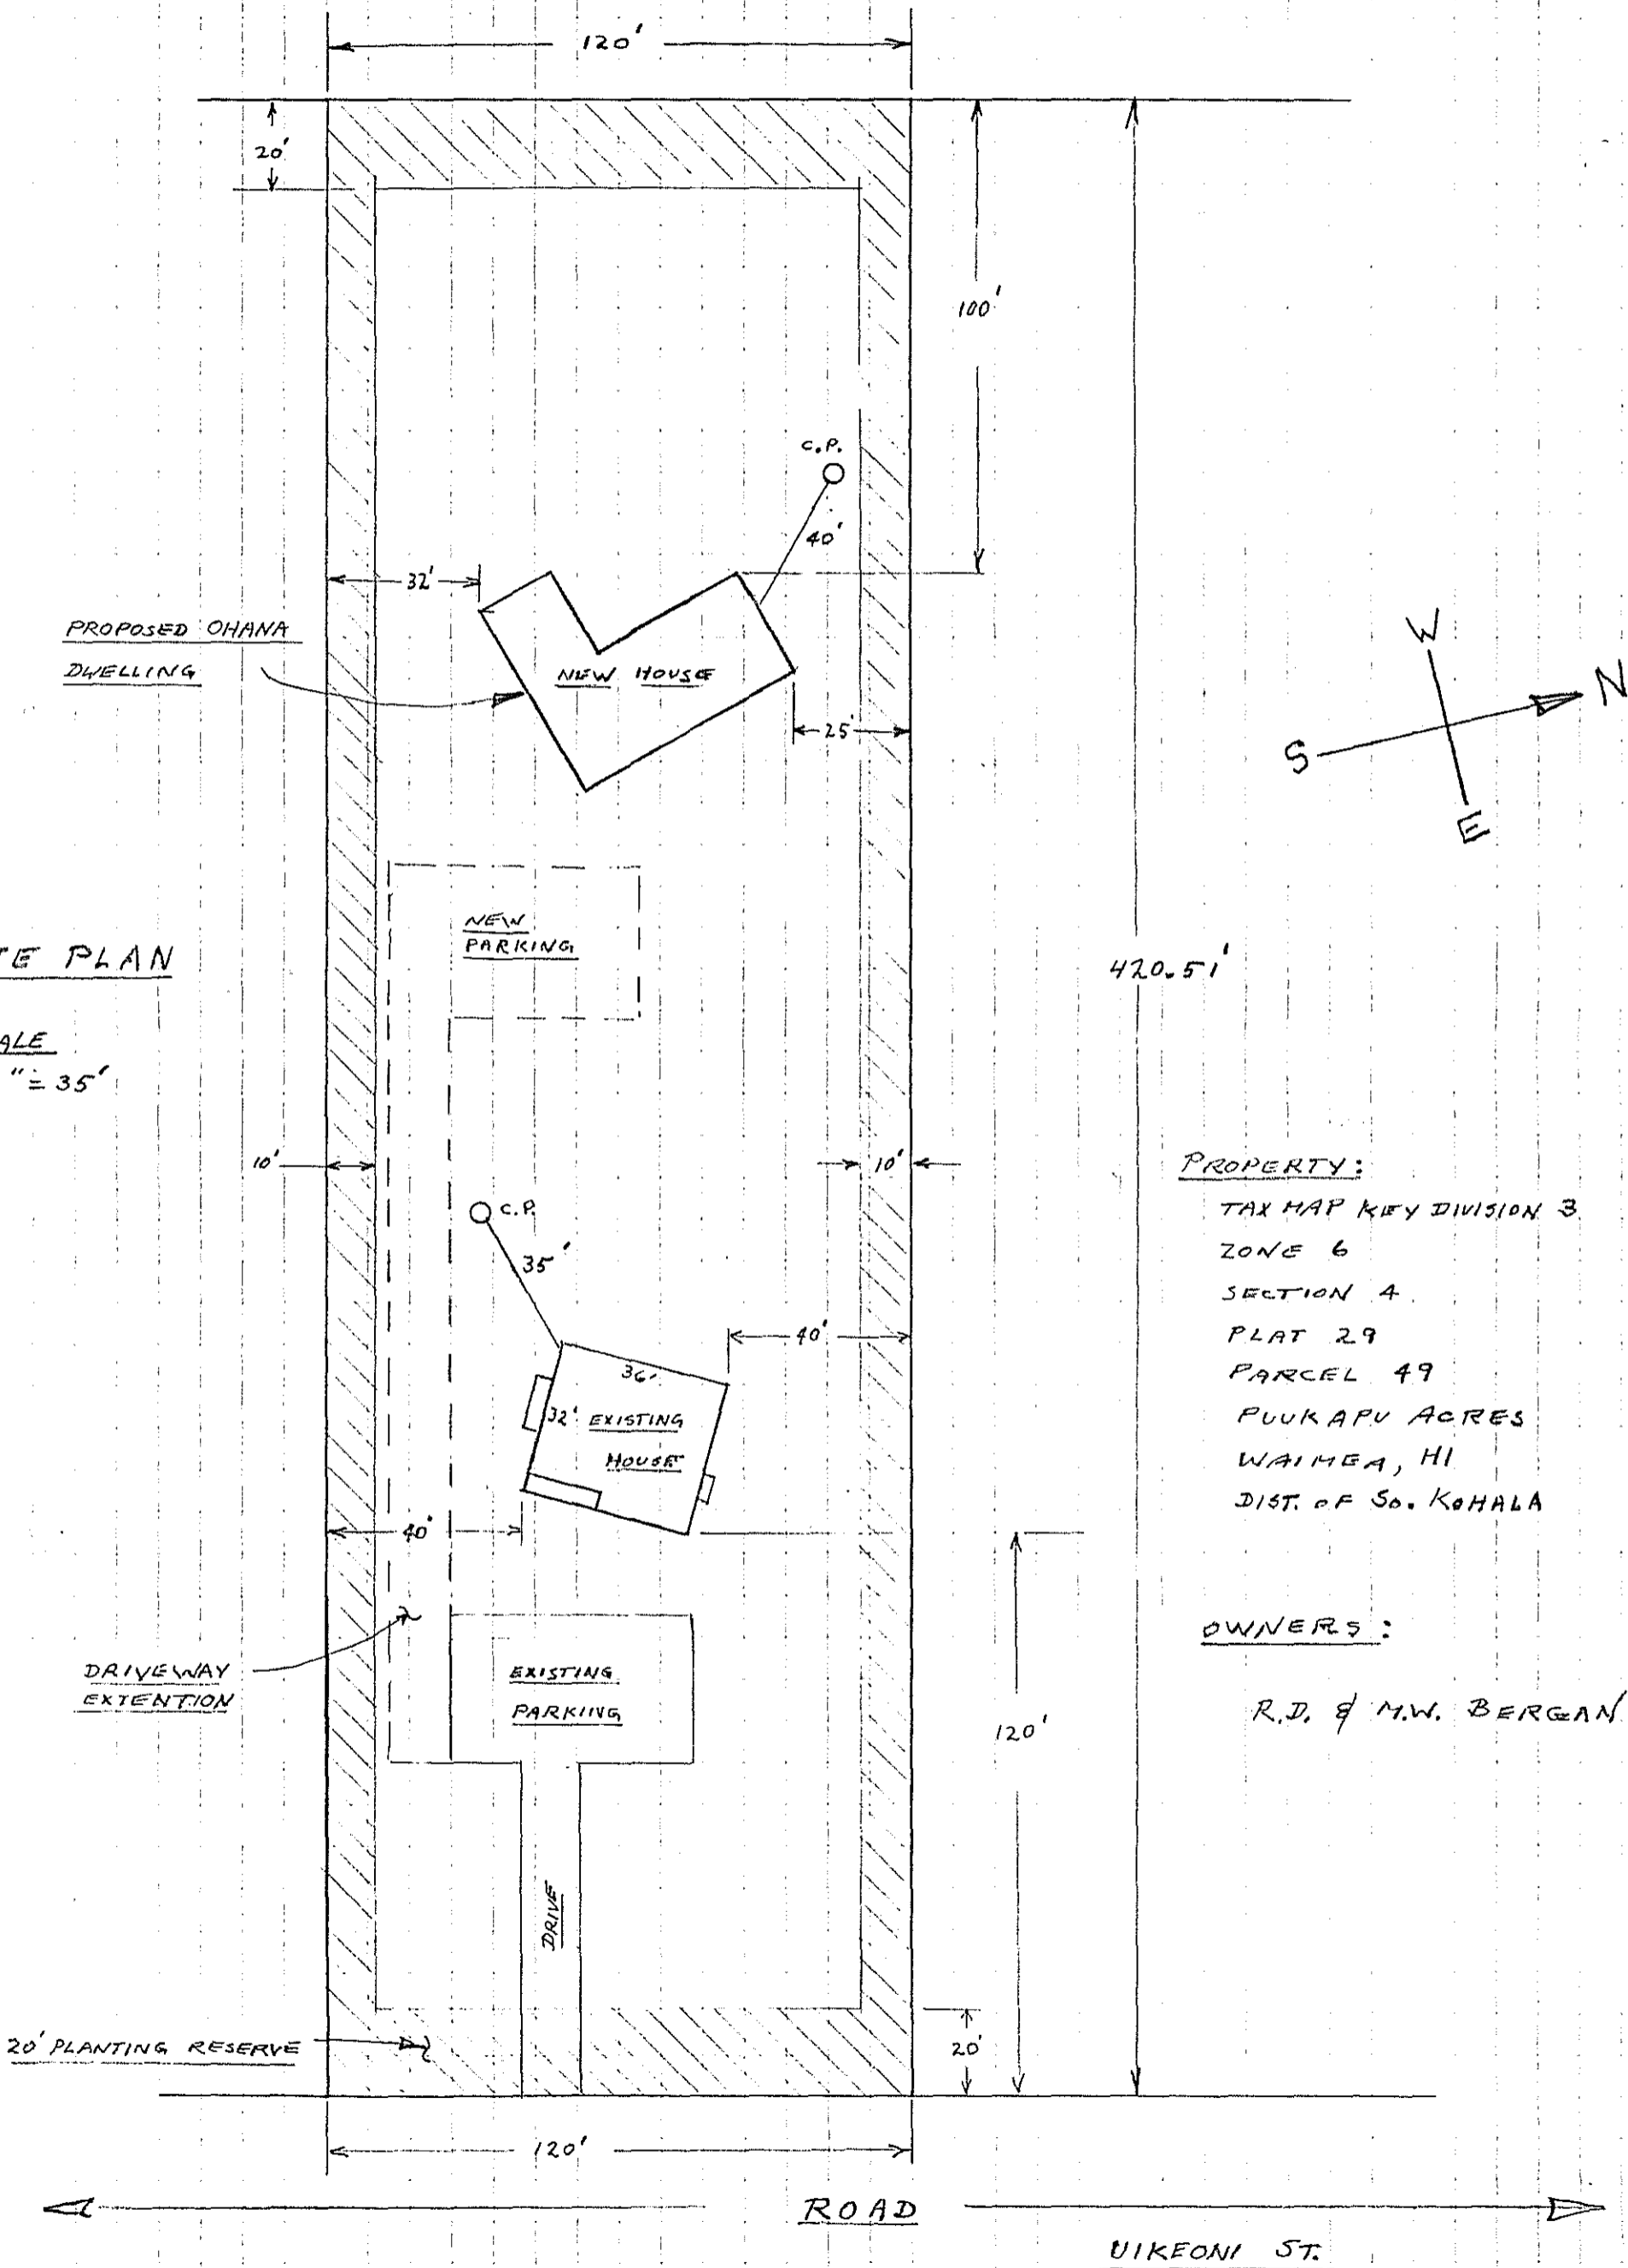 120'
20'
100'
C.P.
40'
32'
PROPOSED OHANA
DWELLING
NEW HOUSE
25'
W
N
S
E
NEW
PARKING
TE PLAN
420.51'
ALE
" = 35'
10'
10'
PROPERTY:
TAX MAP KEY DIVISION 3
ZONE 6
SECTION 4
PLAT 29
PARCEL 49
PUUKAPU ACRES
WAIMEA, HI
DIST. OF SO. KOHALA
C.P.
35'
40'
36'
32' EXISTING
HOUSE
40'
OWNERS:
R.D. & M.W. BERGAN
DRIVEWAY
EXTENTION
EXISTING
PARKIING
120'
DRIVE
20' PLANTING RESERVE
20'
120'
ROAD
UIKEONI ST.